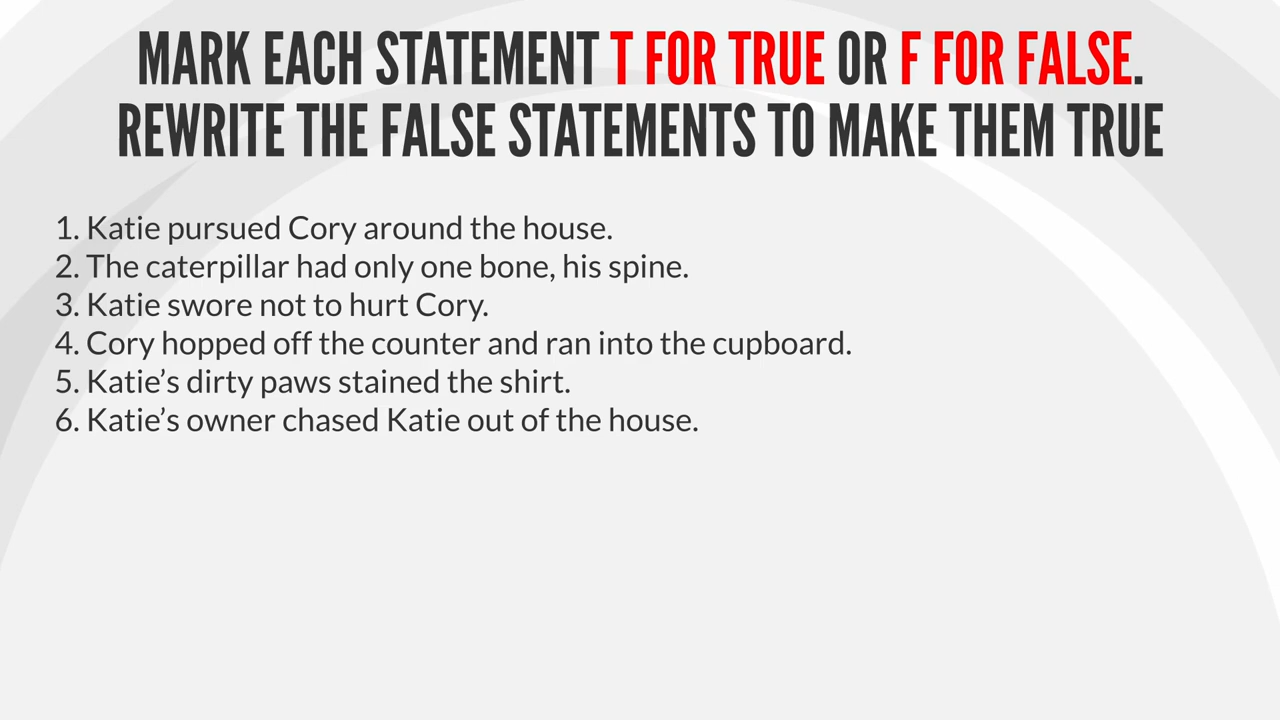 MARK EACH STATEMENT T FOR TRUE OR F FOR FALSE.
REWRITE THE FALSE STATEMENTS TO MAKE THEM TRUE
1. Katie pursued Cory around the house.
2. The caterpillar had only one bone, his spine.
3. Katie swore not to hurt Cory.
4. Cory hopped off the counter and ran into the cupboard.
5. Katie’s dirty paws stained the shirt.
6. Katie’s owner chased Katie out of the house.